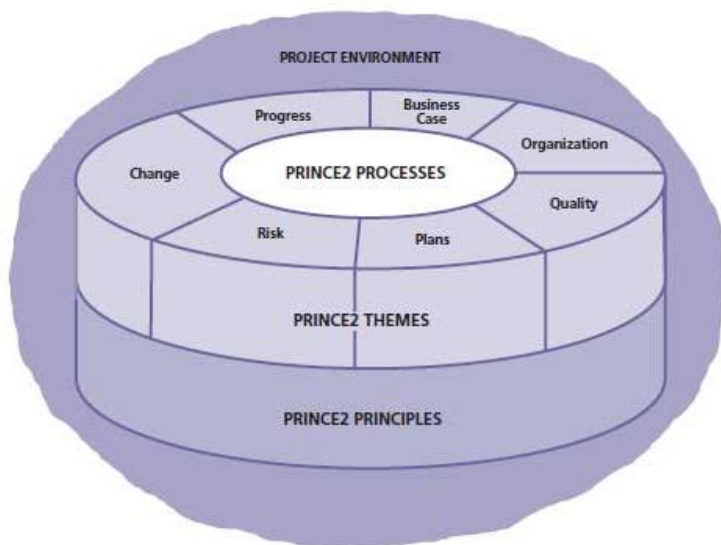 PROJECT ENVIRONMENT
Progress
Business
Case
Organization
Change
PRINCE2 PROCESSES
Quality
Risk
Plans
PRINCE2 THEMES
PRINCE2 PRINCIPLES